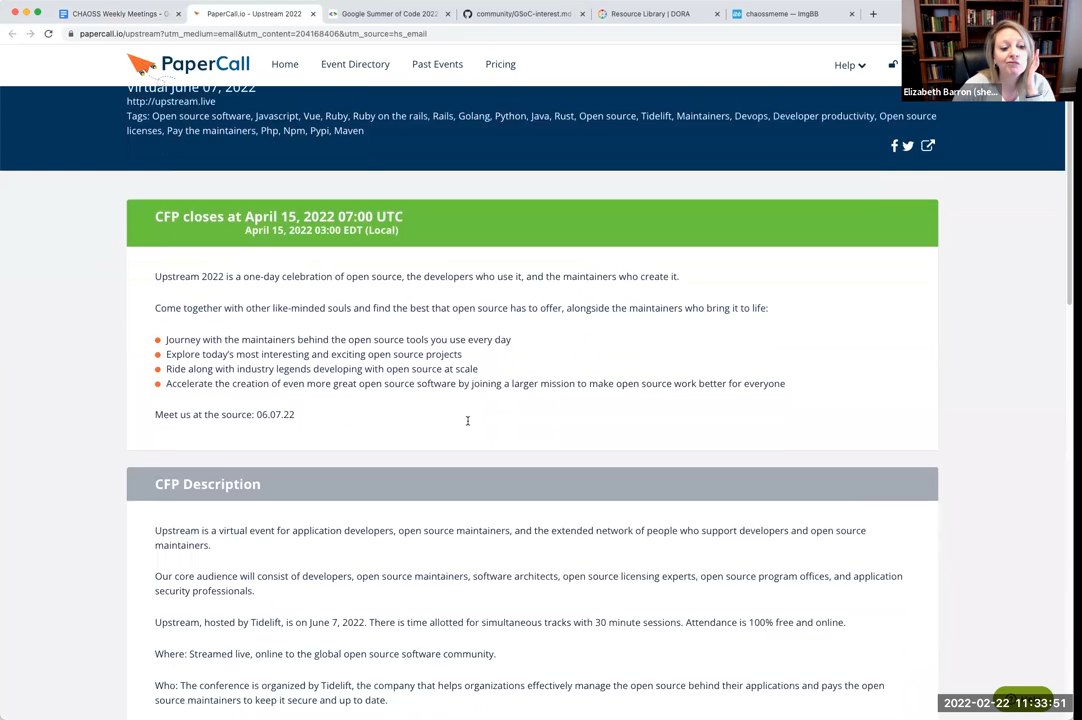 CHAOSS Weekly Meetings - G
PaperCall.io - Upstream 2022
Google Summer of Code 2022
community/GSoC-interest.md
Resource Library | DORA
chaossmeme — ImgBB
papercall.io/upstream?utm_medium=email&utm_content=204168406&utm_source=hs_email
PaperCall
Home
Event Directory
Past Events
Pricing
Help
Elizabeth Barron (she...
Virtual June 07, 2022
http://upstream.live
Tags: Open source software, Javascript, Vue, Ruby, Ruby on the rails, Rails, Golang, Python, Java, Rust, Open source, Tidelift, Maintainers, Devops, Developer productivity, Open source
licenses, Pay the maintainers, Php, Npm, Pypi, Maven
CFP closes at April 15, 2022 07:00 UTC
April 15, 2022 03:00 EDT (Local)
Upstream 2022 is a one-day celebration of open source, the developers who use it, and the maintainers who create it.
Come together with other like-minded souls and find the best that open source has to offer, alongside the maintainers who bring it to life:
Journey with the maintainers behind the open source tools you use every day
Explore today's most interesting and exciting open source projects
Ride along with industry legends developing with open source at scale
Accelerate the creation of even more great open source software by joining a larger mission to make open source work better for everyone
Meet us at the source: 06.07.22
CFP Description
Upstream is a virtual event for application developers, open source maintainers, and the extended network of people who support developers and open source
maintainers.
Our core audience will consist of developers, open source maintainers, software architects, open source licensing experts, open source program offices, and application
security professionals.
Upstream, hosted by Tidelift, is on June 7, 2022. There is time allotted for simultaneous tracks with 30 minute sessions. Attendance is 100% free and online.
Where: Streamed live, online to the global open source software community.
Who: The conference is organized by Tidelift, the company that helps organizations effectively manage the open source behind their applications and pays the open
source maintainers to keep it secure and up to date.
2022-02-22 11:33:51